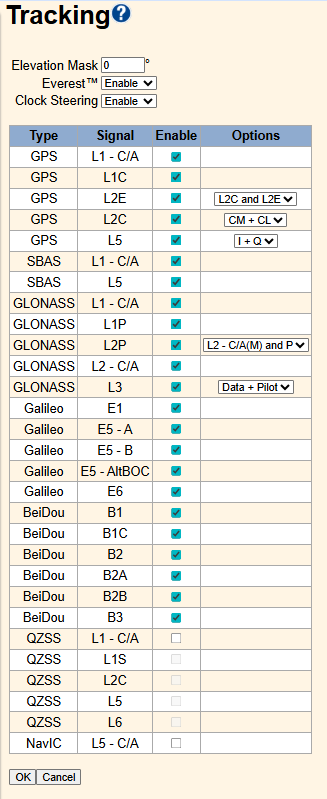 Tracking?
Elevation Mask 0 °
Everest™ Enable
Clock Steering Enable
Type Signal Enable Options
GPS L1 - C/A
GPS L1C
GPS L2E L2C and L2E
GPS L2C CM + CL
GPS L5 I + Q
SBAS L1 - C/A
SBAS L5
GLONASS L1 - C/A
GLONASS L1P
GLONASS L2P L2 - C/A(M) and P
GLONASS L2 - C/A
GLONASS L3 Data + Pilot
Galileo E1
Galileo E5 - A
Galileo E5 - B
Galileo E5 - AltBOC
Galileo E6
BeiDou B1
BeiDou B1C
BeiDou B2
BeiDou B2A
BeiDou B2B
BeiDou B3
QZSS L1 - C/A
QZSS L1S
QZSS L2C
QZSS L5
QZSS L6
NavIC L5 - C/A
OK Cancel